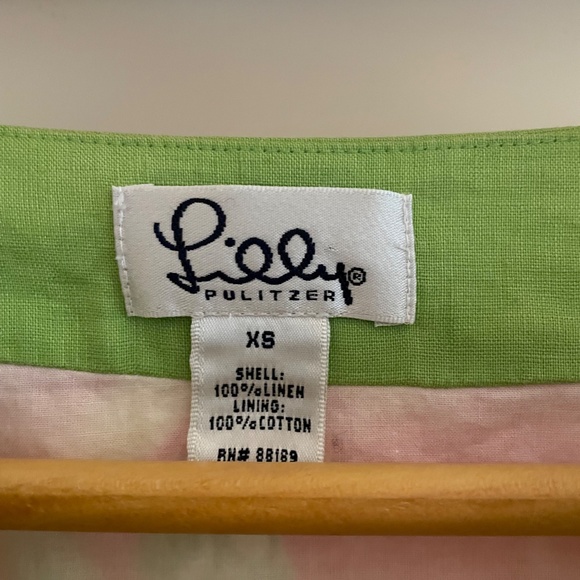 Lilly®
PULITZER
XS
SHELL:
100%LINEN
LINING:
100%COTTON
RN# 88189